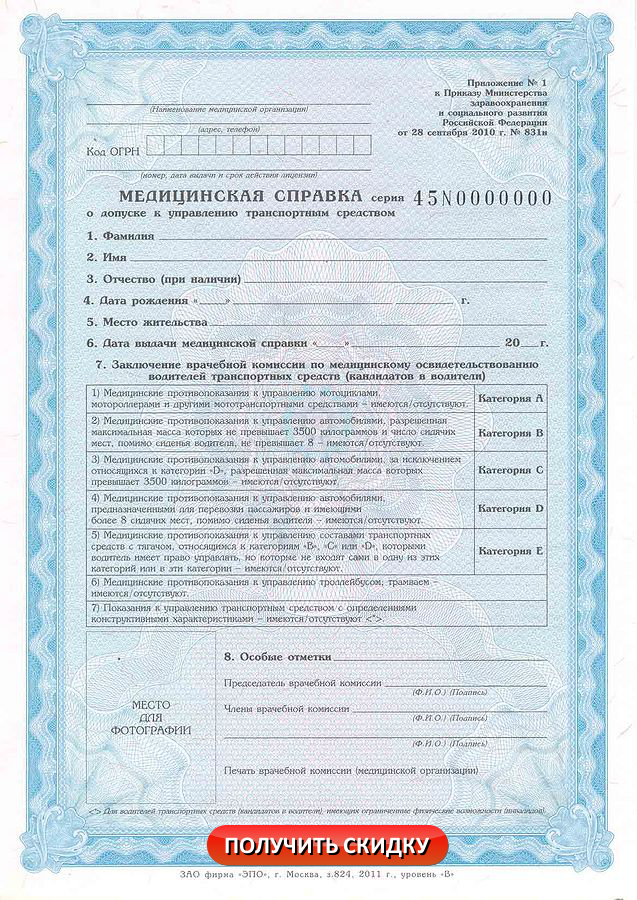 Приложение № 1
к Приказу Министерства
здравоохранения
и социального развития
Российской Федерации
от 28 сентября 2010 г. № 831н
(Наименование медицинской организации)
(адрес, телефон)
Код ОГРН
(номер, дата выдачи и срок действия лицензии)
МЕДИЦИНСКАЯ СПРАВКА серия 45N0000000
о допуске к управлению транспортным средством
1. Фамилия
2. Имя
3. Отчество (при наличии)
4. Дата рождения «____» г.
5. Место жительства
6. Дата выдачи медицинской справки «____» 20__ г.
7. Заключение врачебной комиссии по медицинскому освидетельствованию
водителей транспортных средств (кандидатов в водители)
1) Медицинские противопоказания к управлению мотоциклами,
мотороллерами и другими мототранспортными средствами – имеются/отсутствуют.
Категория A
2) Медицинские противопоказания к управлению автомобилями, разрешенная
максимальная масса которых не превышает 3500 килограммов и число сидячих
мест, помимо сиденья водителя, не превышает 8 – имеются/отсутствуют.
Категория B
3) Медицинские противопоказания к управлению автомобилями, за исключением
относящихся к категории «D», разрешенная максимальная масса которых
превышает 3500 килограммов – имеются/отсутствуют.
Категория C
4) Медицинские противопоказания к управлению автомобилями,
предназначенными для перевозки пассажиров и имеющими
более 8 сидячих мест, помимо сиденья водителя – имеются/отсутствуют.
Категория D
5) Медицинские противопоказания к управлению составами транспортных
средств с тягачом, относящимся к категориям «B», «C» или «D», которыми
водитель имеет право управлять, но которые не входят сами в одну из этих
категорий или в эти категории – имеются/отсутствуют.
Категория E
6) Медицинские противопоказания к управлению троллейбусом, трамваем –
имеются/отсутствуют.
7) Показания к управлению транспортным средством с определенными
конструктивными характеристиками – имеются/отсутствуют <*>.
МЕСТО
ДЛЯ
ФОТОГРАФИИ
8. Особые отметки
Председатель врачебной комиссии
(Ф.И.О.) (Подпись)
Члены врачебной комиссии
(Ф.И.О.) (Подпись)
(Ф.И.О.) (Подпись)
Печать врачебной комиссии (медицинской организации)
<*> Для водителей транспортных средств (кандидатов в водители), имеющих ограниченные физические возможности (инвалидов).
ПОЛУЧИТЬ СКИДКУ
ЗАО фирма «ЭПО», г. Москва, з.824, 2011 г., уровень «В»